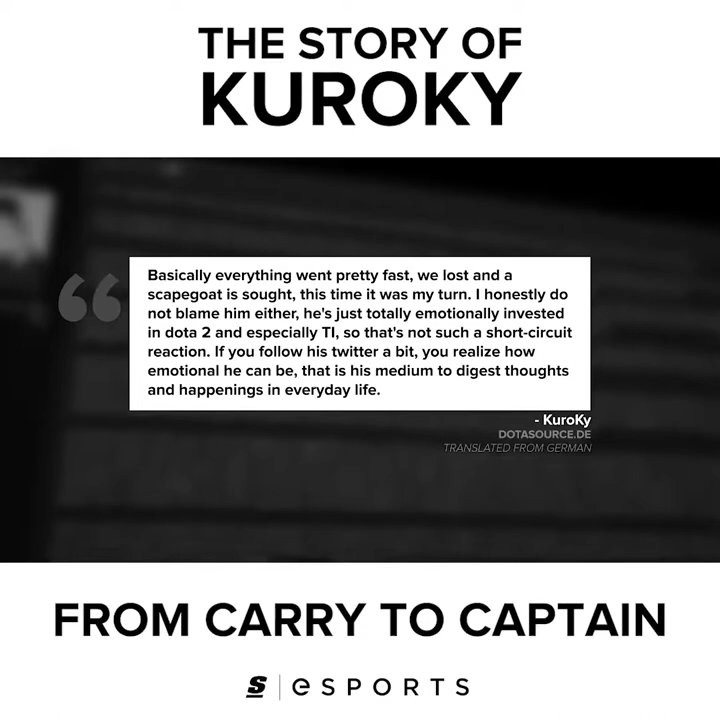 THE STORY OF
KUROKY
Basically everything went pretty fast, we lost and a
scapegoat is sought, this time it was my turn. I honestly do
not blame him either, he's just totally emotionally invested
in dota 2 and especially TI, so that's not such a short-circuit
reaction. If you follow his twitter a bit, you realize how
emotional he can be, that is his medium to digest thoughts
and happenings in everyday life.
- KuroKy
DOTASOURCE.DE
TRANSLATED FROM GERMAN
FROM CARRY TO CAPTAIN
S | eSPORTS